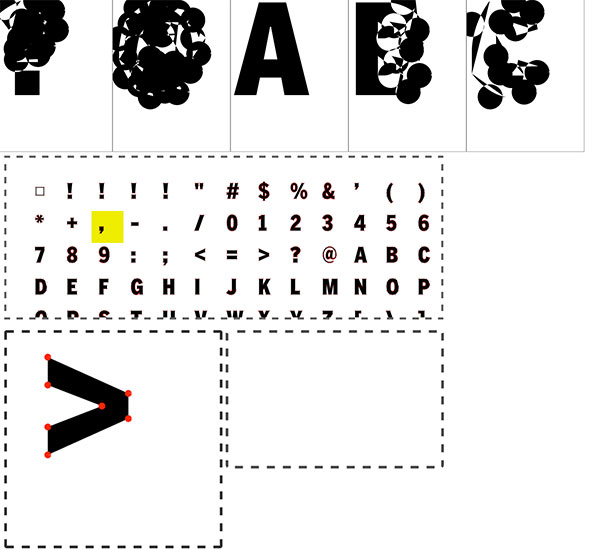 ? A B C
□ ! ! ! ! " # $ % & ’ ( )
* + , - . / 0 1 2 3 4 5 6
7 8 9 : ; < = > ? @ A B C
D E F G H I J K L M N O P
Q R S T U V W X Y Z [ \ ]
>